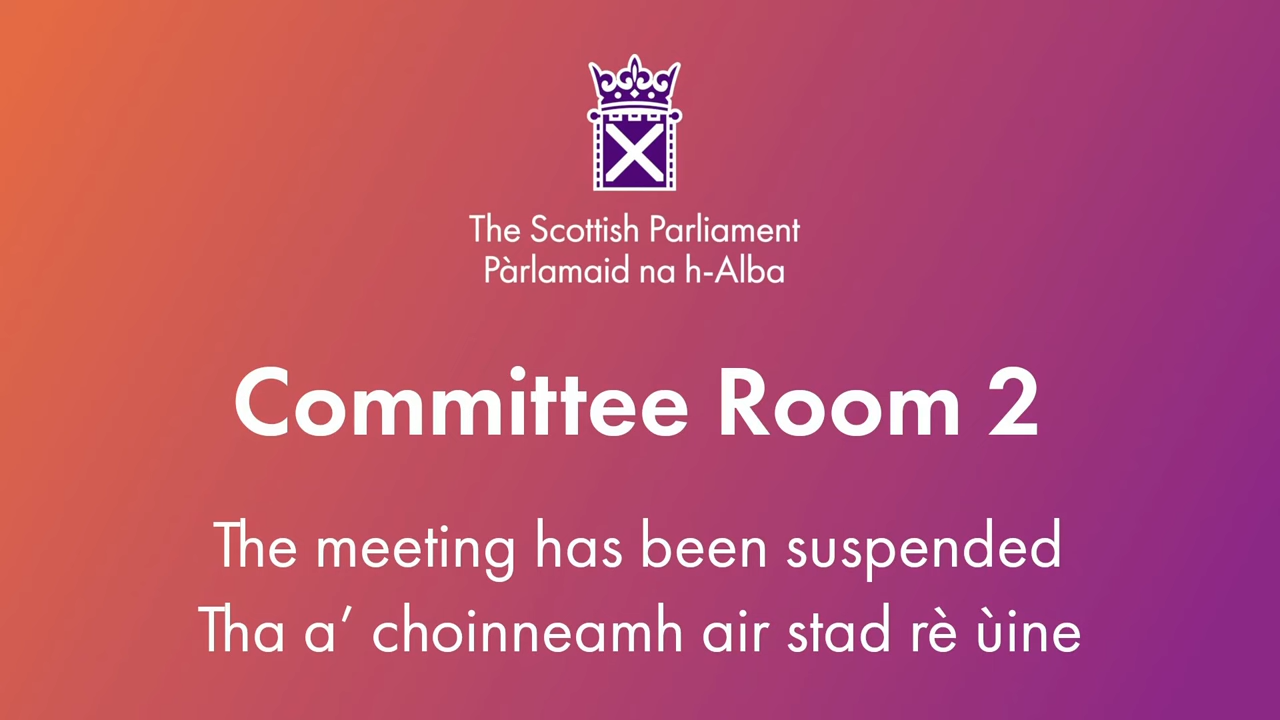 The Scottish Parliament
Pàrlamaid na h-Alba
Committee Room 2
The meeting has been suspended
Tha a’ choinneamh air stad rè ùine